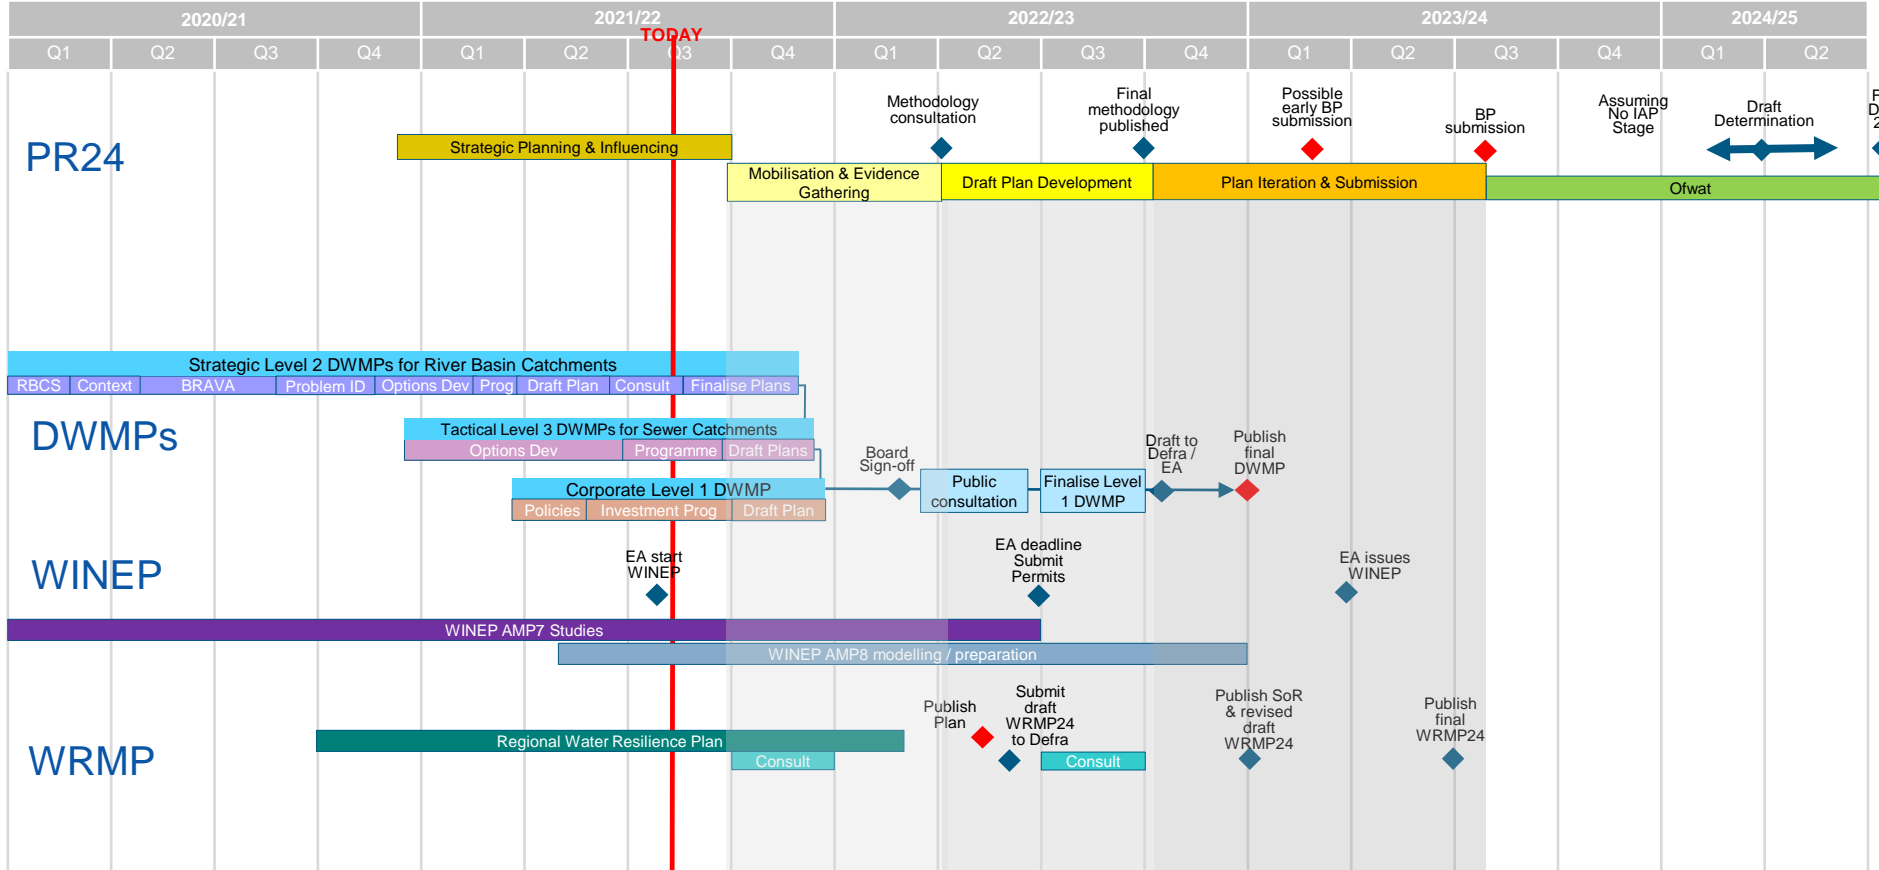 2020/21
2021/22
2022/23
2023/24
2024/25
TODAY
Q1 Q2 Q3 Q4 Q1 Q2 Q3 Q4 Q1 Q2 Q3 Q4 Q1 Q2 Q3 Q4 Q1 Q2
PR24
Methodology
consultation
Final
methodology
published
Possible
early BP
submission
BP
submission
Assuming
No IAP
Stage
Draft
Determination
F
D
2
Strategic Planning & Influencing
Mobilisation & Evidence
Gathering
Draft Plan Development
Plan Iteration & Submission
Ofwat
DWMPs
Strategic Level 2 DWMPs for River Basin Catchments
RBCS Context BRAVA Problem ID Options Dev Prog Draft Plan Consult Finalise Plans
Tactical Level 3 DWMPs for Sewer Catchments
Options Dev Programme Draft Plans
Corporate Level 1 DWMP
Policies Investment Prog Draft Plan
Board
Sign-off
Public
consultation
Finalise Level
1 DWMP
Draft to
Defra /
EA
Publish
final
DWMP
WINEP
EA start
WINEP
EA deadline
Submit
Permits
EA issues
WINEP
WINEP AMP7 Studies
WINEP AMP8 modelling / preparation
WRMP
Regional Water Resilience Plan
Consult
Publish
Plan
Submit
draft
WRMP24
to Defra
Consult
Publish SoR
& revised
draft
WRMP24
Publish
final
WRMP24